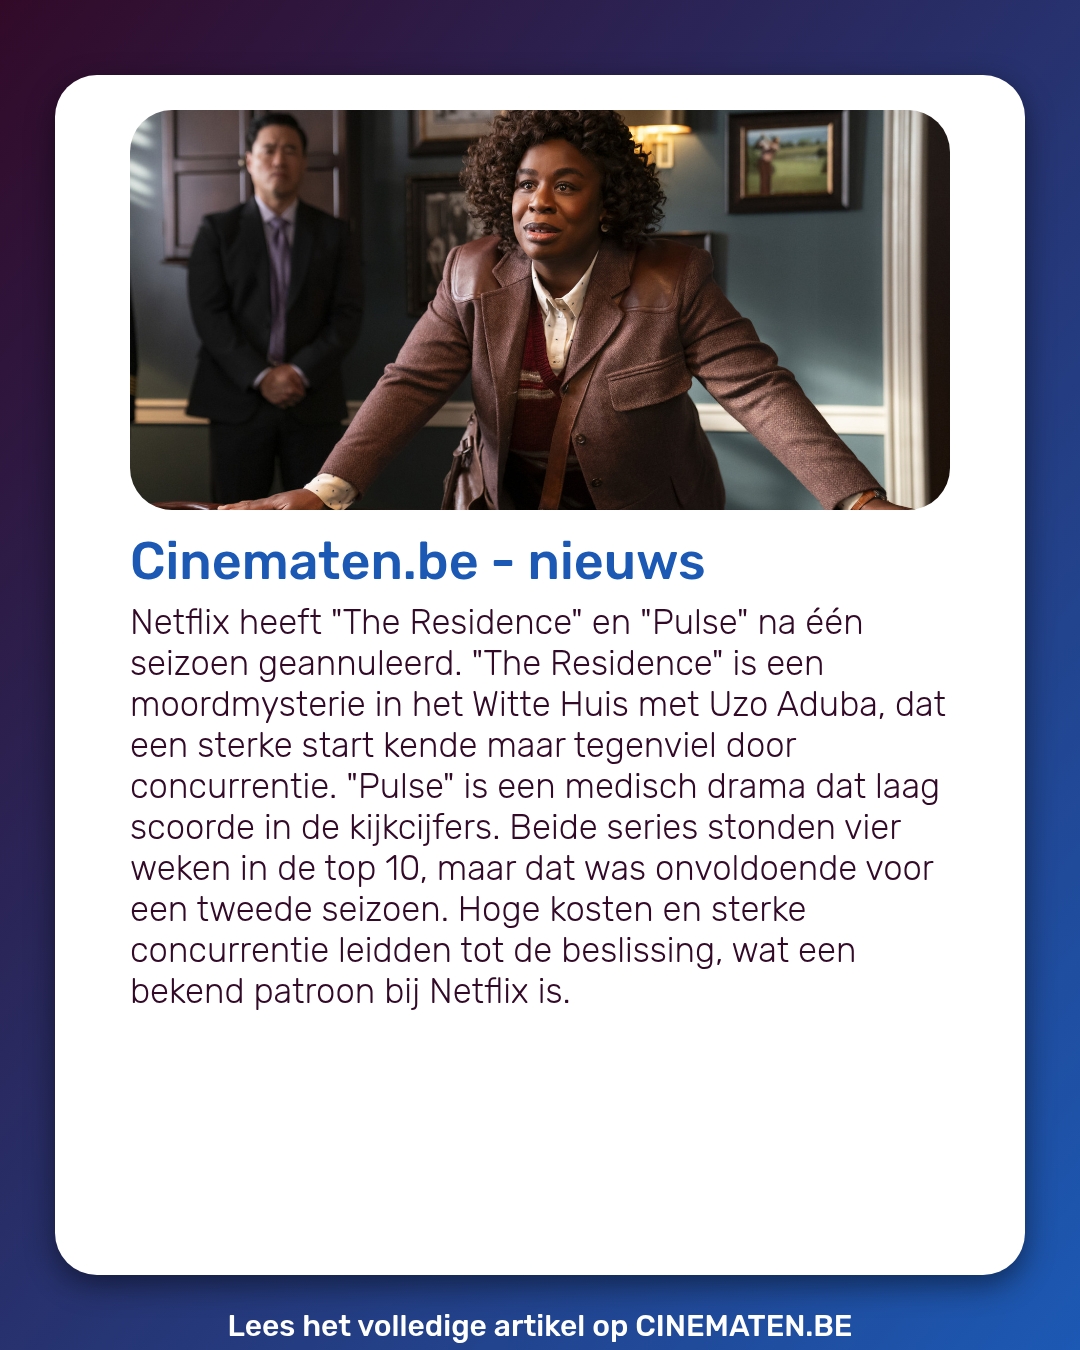 Cinematen.be - nieuws
Netflix heeft "The Residence" en "Pulse" na één
seizoen geannuleerd. "The Residence" is een
moordmysterie in het Witte Huis met Uzo Aduba, dat
een sterke start kende maar tegenviel door
concurrentie. "Pulse" is een medisch drama dat laag
scoorde in de kijkcijfers. Beide series stonden vier
weken in de top 10, maar dat was onvoldoende voor
een tweede seizoen. Hoge kosten en sterke
concurrentie leidden tot de beslissing, wat een
bekend patroon bij Netflix is.
Lees het volledige artikel op CINEMATEN.BE